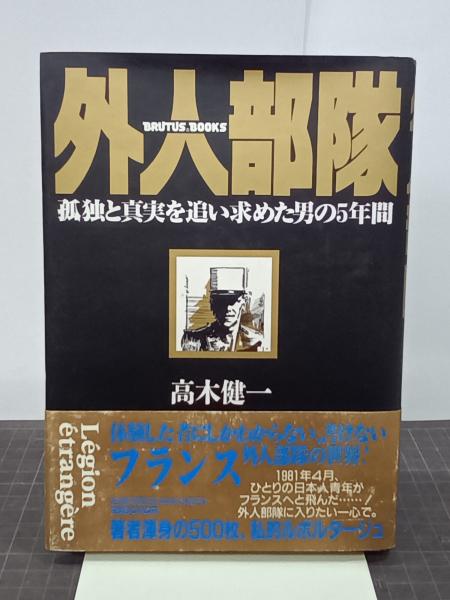 外人部隊
BRUTUS.BOOKS
孤独と真実を追い求めた男の5年間
高木健一
Légion
étrangère
体験した者にしかわからない、書けない
フランス外人部隊の世界!
1981年4月、
ひとりの日本人青年が
フランスへと飛んだ……!
外人部隊に入りたい一心で。
著者渾身の500枚、私的ルポルタージュ